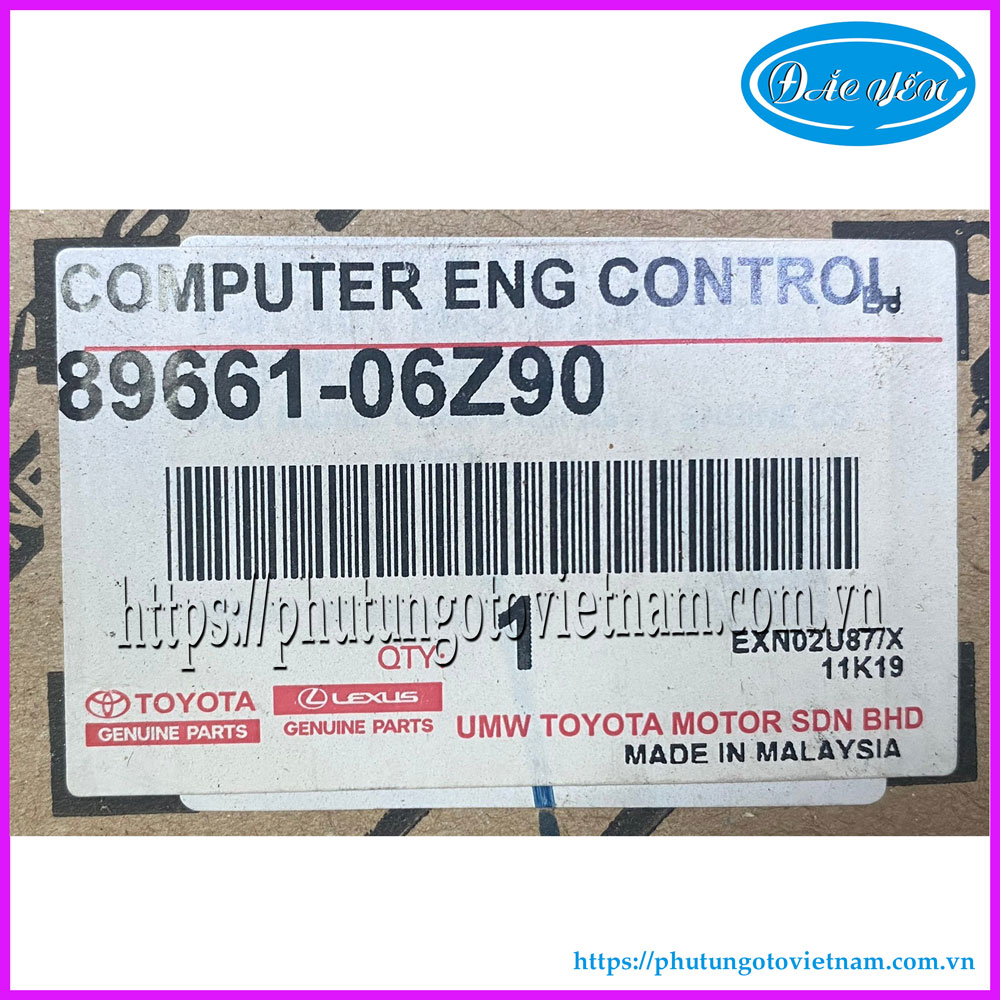 ĐẮC YẾN
COMPUTER ENG CONTROL
89661-06Z90
https://phutungotovietnam.com.vn
QTY: 1
EXN02U877X
11K19
TOYOTA
GENUINE PARTS
LEXUS
GENUINE PARTS
UMW TOYOTA MOTOR SDN BHD
MADE IN MALAYSIA
https://phutungotovietnam.com.vn